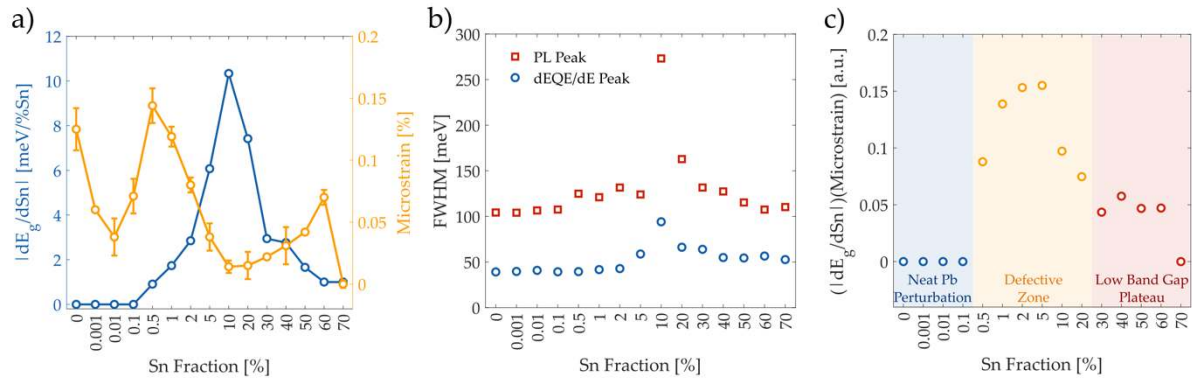 a)
|dE_g/dSn| [meV/%Sn]
12
10
8
6
4
2
0
0.2
0.15
0.1
0.05
0
Microstrain [%]
0 0.001 0.01 0.1 0.5 1 2 5 10 20 30 40 50 60 70
Sn Fraction [%]
b)
FWHM [meV]
300
250
200
150
100
50
0
PL Peak
dEQE/dE Peak
0 0.001 0.01 0.1 0.5 1 2 5 10 20 30 40 50 60 70
Sn Fraction [%]
c)
(|dE_g/dSn|)(Microstrain) [a.u.]
0.2
0.15
0.1
0.05
0
Neat Pb
Perturbation
Defective
Zone
Low Band Gap
Plateau
0 0.001 0.01 0.1 0.5 1 2 5 10 20 30 40 50 60 70
Sn Fraction [%]